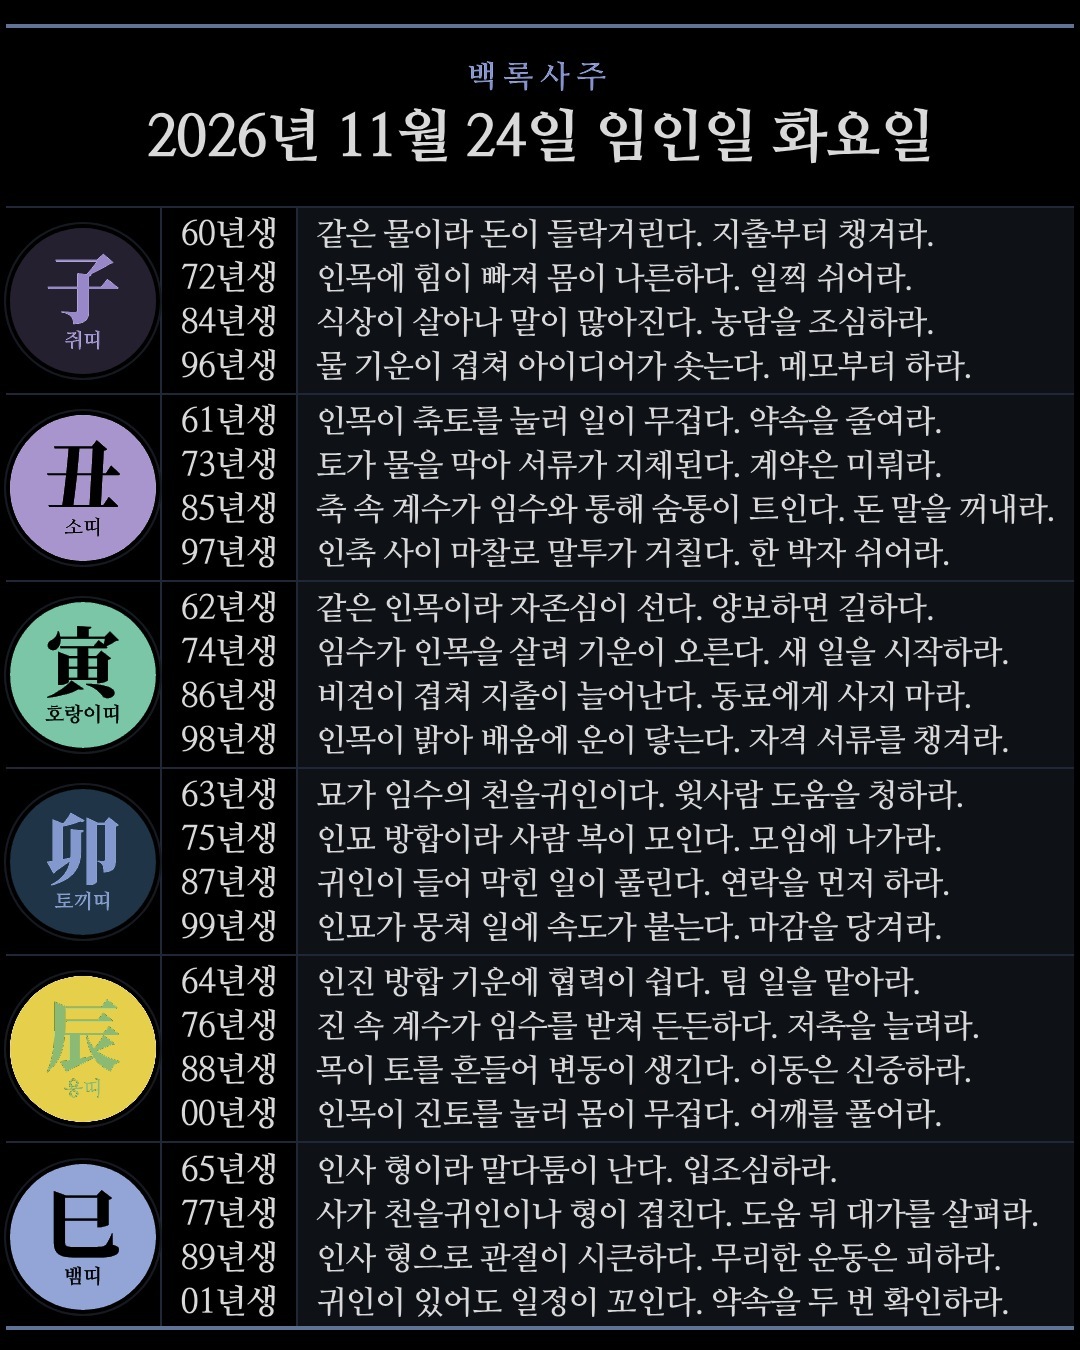 백록사주
2026년 11월 24일 임인일 화요일
子
쥐띠
60년생 같은 물이라 돈이 들락거린다. 지출부터 챙겨라.
72년생 인목에 힘이 빠져 몸이 나른하다. 일찍 쉬어라.
84년생 식상이 살아나 말이 많아진다. 농담을 조심하라.
96년생 물 기운이 겹쳐 아이디어가 솟는다. 메모부터 하라.
丑
소띠
61년생 인목이 축토를 눌러 일이 무겁다. 약속을 줄여라.
73년생 토가 물을 막아 서류가 지체된다. 계약은 미뤄라.
85년생 축 속 계수가 임수와 통해 숨통이 트인다. 돈 말을 꺼내라.
97년생 인축 사이 마찰로 말투가 거칠다. 한 박자 쉬어라.
寅
호랑이띠
62년생 같은 인목이라 자존심이 선다. 양보하면 길하다.
74년생 임수가 인목을 살려 기운이 오른다. 새 일을 시작하라.
86년생 비견이 겹쳐 지출이 늘어난다. 동료에게 사지 마라.
98년생 인목이 밝아 배움에 운이 닿는다. 자격 서류를 챙겨라.
卯
토끼띠
63년생 묘가 임수의 천을귀인이다. 윗사람 도움을 청하라.
75년생 인묘 방합이라 사람 복이 모인다. 모임에 나가라.
87년생 귀인이 들어 막힌 일이 풀린다. 연락을 먼저 하라.
99년생 인묘가 뭉쳐 일에 속도가 붙는다. 마감을 당겨라.
辰
용띠
64년생 인진 방합 기운에 협력이 쉽다. 팀 일을 맡아라.
76년생 진 속 계수가 임수를 받쳐 든든하다. 저축을 늘려라.
88년생 목이 토를 흔들어 변동이 생긴다. 이동은 신중하라.
00년생 인목이 진토를 눌러 몸이 무겁다. 어깨를 풀어라.
巳
뱀띠
65년생 인사 형이라 말다툼이 난다. 입조심하라.
77년생 사가 천을귀인이나 형이 겹친다. 도움 뒤 대가를 살펴라.
89년생 인사 형으로 관절이 시큰하다. 무리한 운동은 피하라.
01년생 귀인이 있어도 일정이 꼬인다. 약속을 두 번 확인하라.